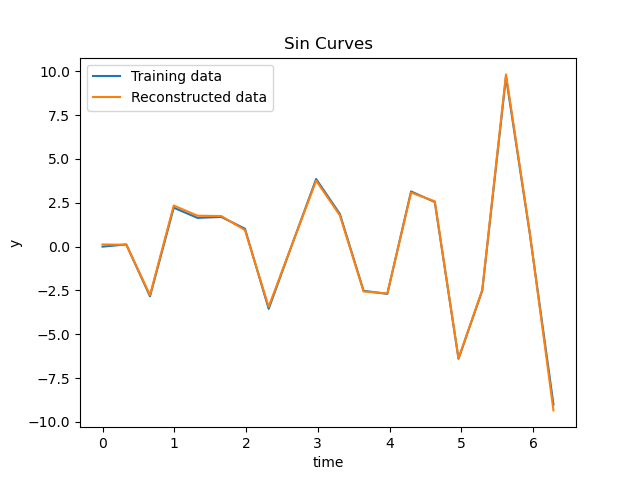 Sin Curves
Training data
Reconstructed data
10.0
7.5
5.0
2.5
0.0
−2.5
−5.0
−7.5
−10.0
y
0 1 2 3 4 5 6
time